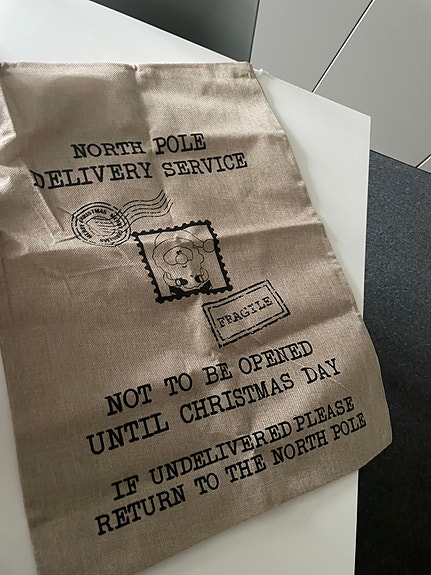 NORTH POLE
DELIVERY SERVICE
FRAGILE
NOT TO BE OPENED
UNTIL CHRISTMAS DAY
IF UNDELIVERED PLEASE
RETURN TO THE NORTH POLE